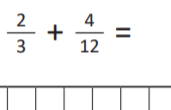 2/3 + 4/12 =